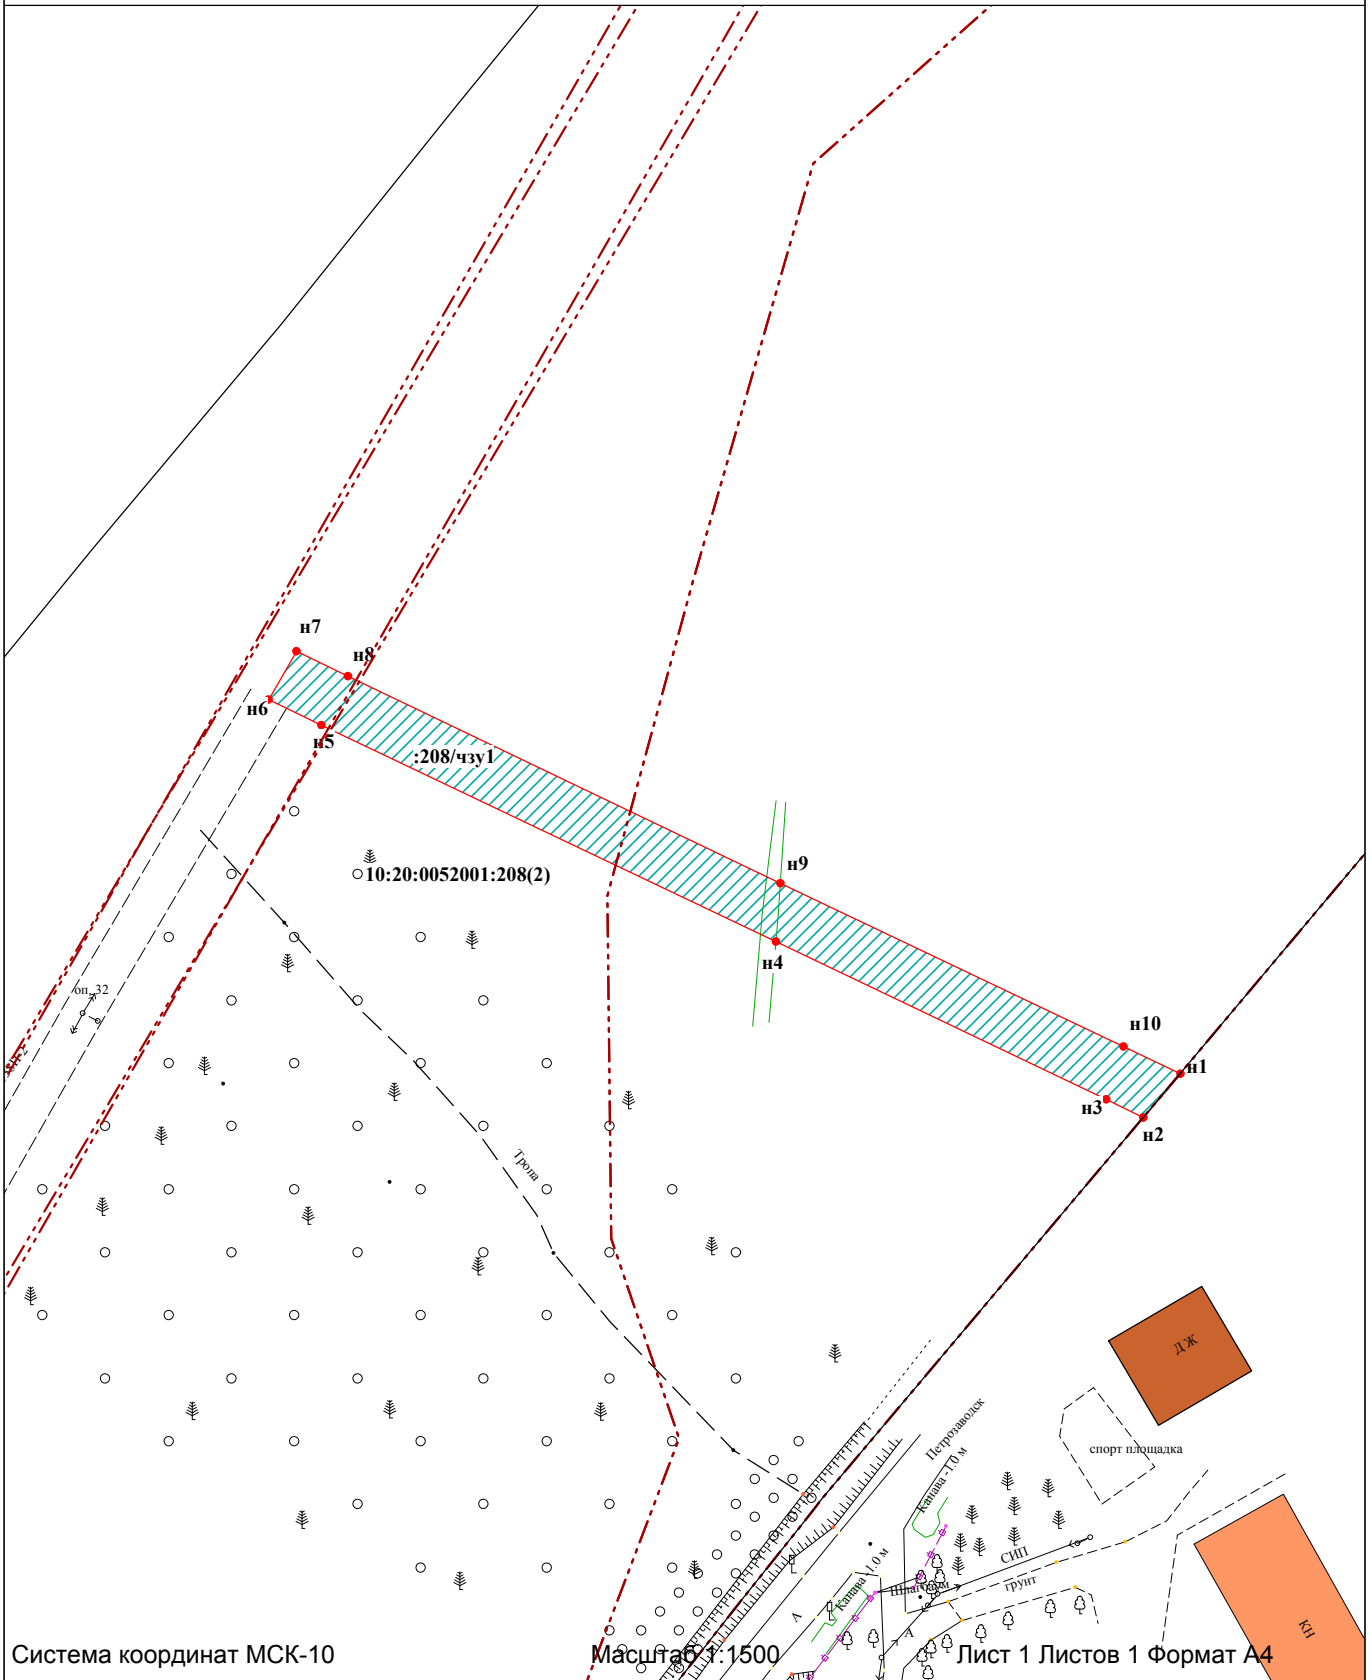 н7
н8
н6
н5
:208/чзу1
н9
10:20:0052001:208(2)
н4
оп. 32
н10
н1
н3
н2
Тропа
ДЖ
Петрозаводск
спорт площадка
Канава -1.0 м
СИП
Канава -1.0 м
Шлагбаум
грунт
А
А
КН
Система координат МСК-10
Масштаб 1:1500
Лист 1 Листов 1 Формат А4